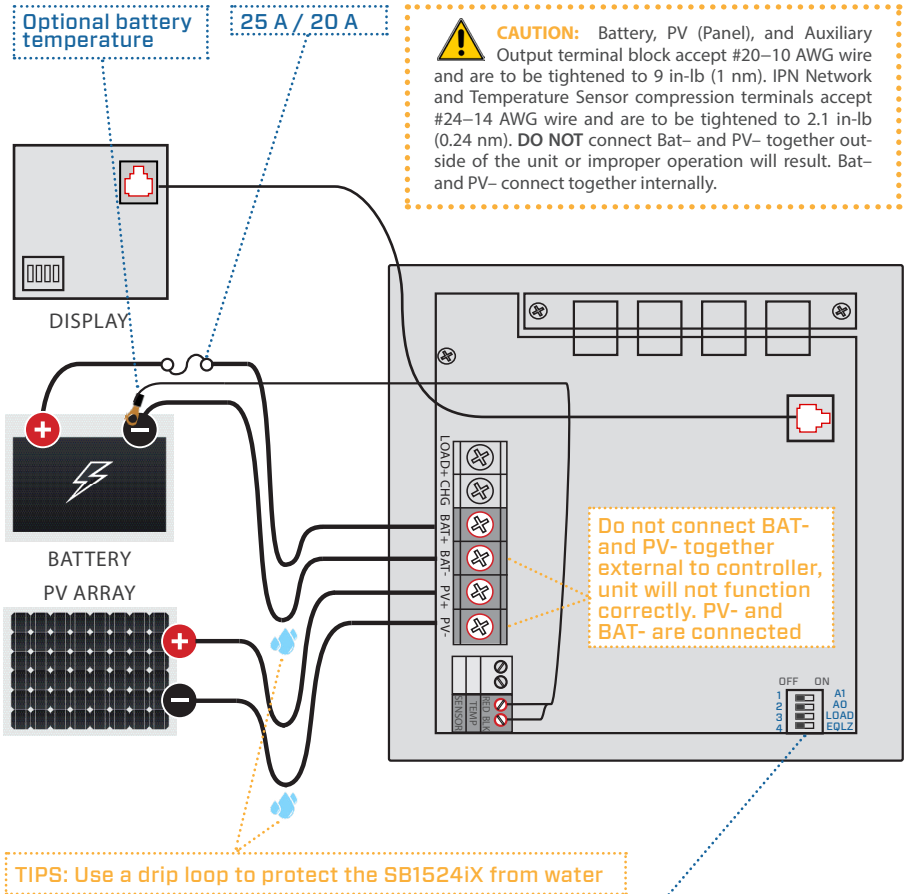 Optional battery
temperature
25 A / 20 A
CAUTION: Battery, PV (Panel), and Auxiliary
Output terminal block accept #20–10 AWG wire
and are to be tightened to 9 in-lb (1 nm). IPN Network
and Temperature Sensor compression terminals accept
#24–14 AWG wire and are to be tightened to 2.1 in-lb
(0.24 nm). DO NOT connect Bat– and PV– together out-
side of the unit or improper operation will result. Bat–
and PV– connect together internally.
DISPLAY
BATTERY
PV ARRAY
LOAD+
CHG
BAT+
BAT-
PV+
PV-
Do not connect BAT-
and PV- together
external to controller,
unit will not function
correctly. PV- and
BAT- are connected
SENSOR
TEMP
RED BLK
OFF ON
1 A1
2 A0
3 LOAD
4 EQLZ
TIPS: Use a drip loop to protect the SB1524iX from water